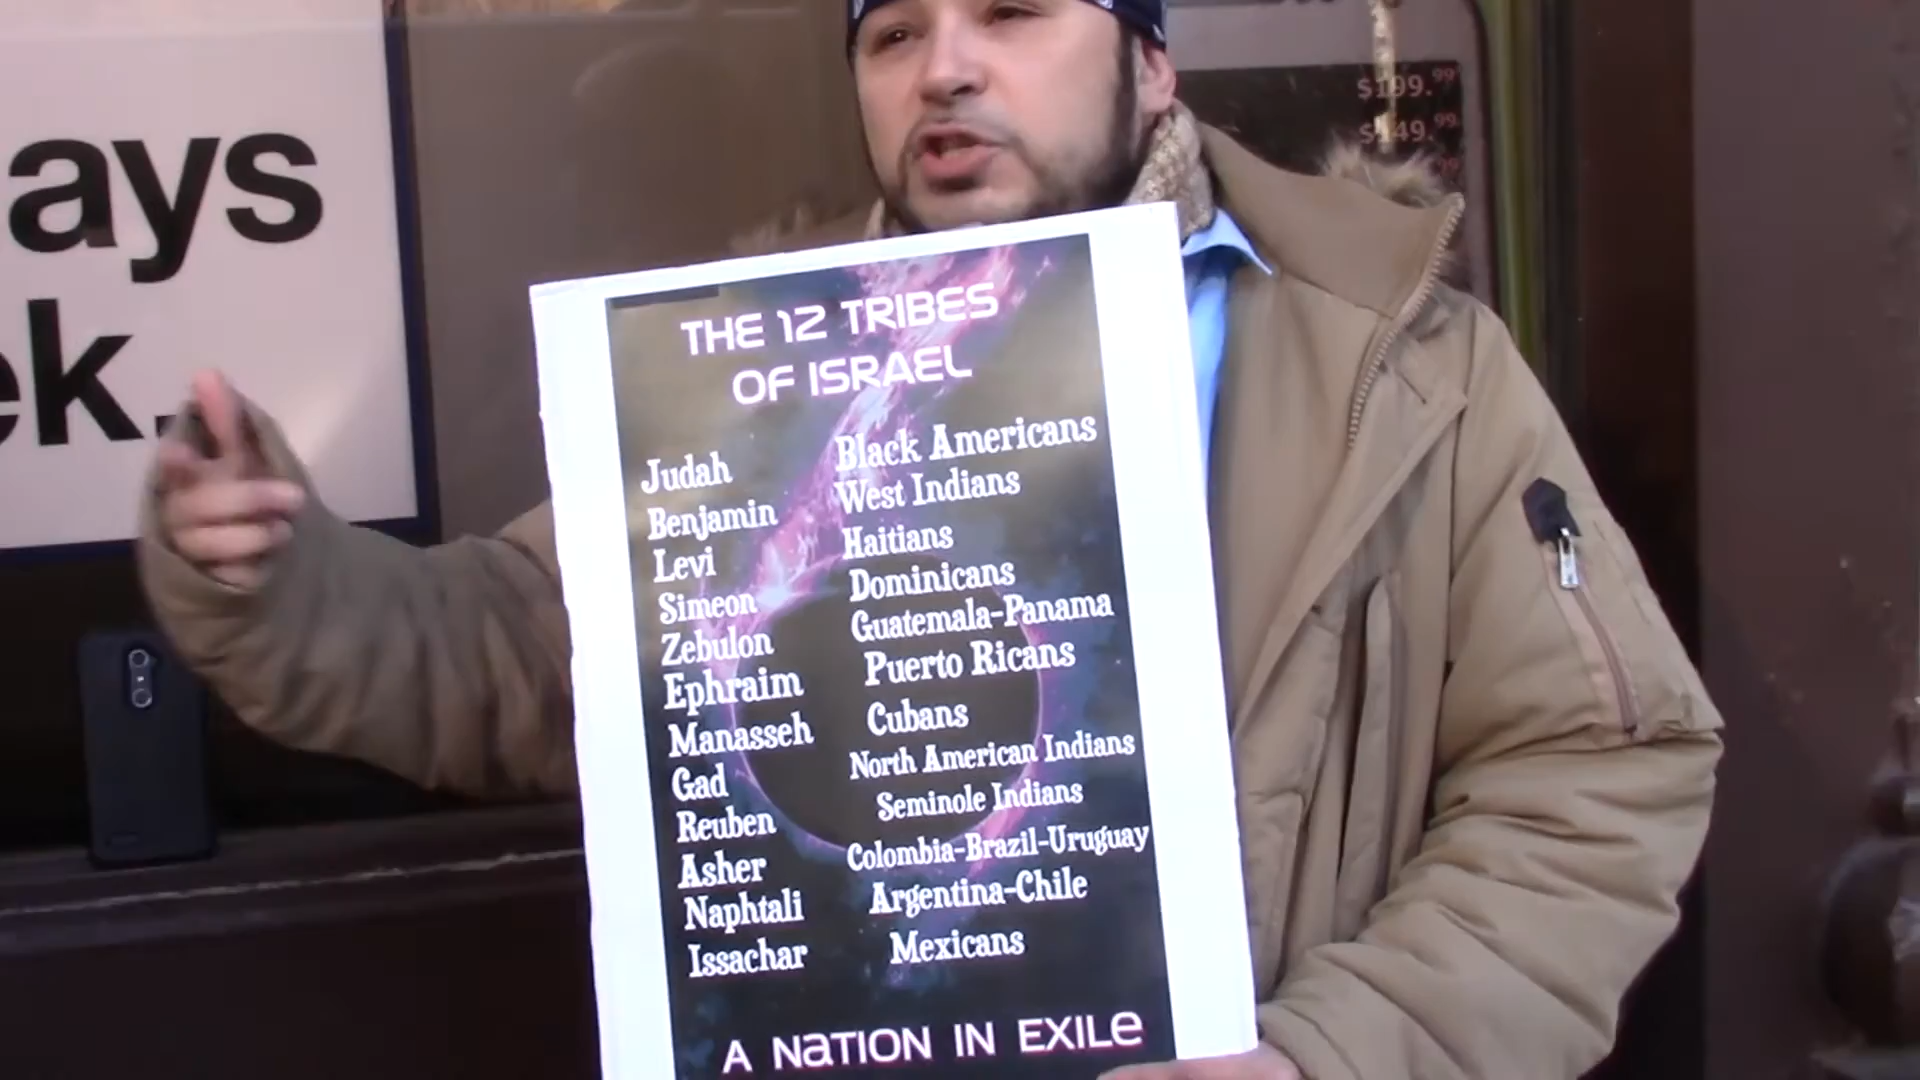 ays
ek.
$199.99
$149.99
99
THE 12 TRIBES
OF ISRAEL
Judah Black Americans
Benjamin West Indians
Levi Haitians
Simeon Dominicans
Zebulon Guatemala-Panama
Ephraim Puerto Ricans
Manasseh Cubans
Gad North American Indians
Reuben Seminole Indians
Asher Colombia-Brazil-Uruguay
Naphtali Argentina-Chile
Issachar Mexicans
A NATION IN EXILE